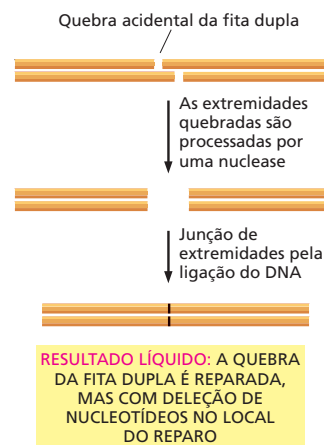 Quebra acidental da fita dupla
As extremidades
quebradas são
processadas por
uma nuclease
Junção de
extremidades pela
ligação do DNA
RESULTADO LÍQUIDO: A QUEBRA
DA FITA DUPLA É REPARADA,
MAS COM DELEÇÃO DE
NUCLEOTÍDEOS NO LOCAL
DO REPARO